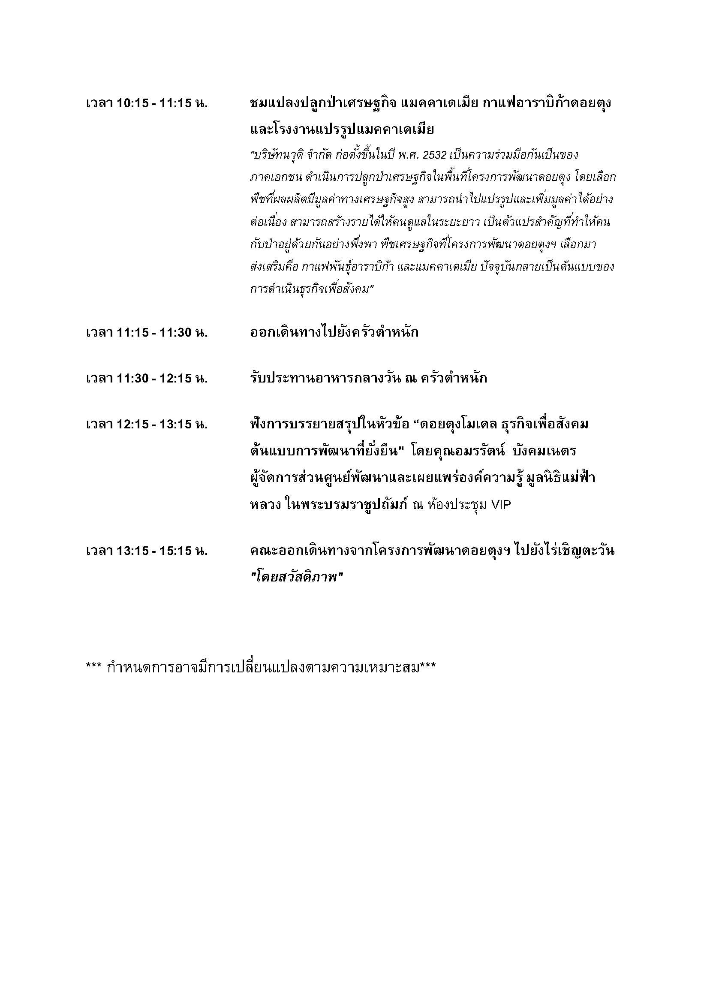 เวลา 10:15 - 11:15 น. ชมแปลงปลูกป่าเศรษฐกิจ แมคคาเดเมีย กาแฟอาราบิก้าดอยตุง
และโรงงานแปรรูปแมคคาเดเมีย
"บริษัทนวุติ จำกัด ก่อตั้งขึ้นในปี พ.ศ. 2532 เป็นความร่วมมือกันเป็นของ
ภาคเอกชน ดำเนินการปลูกป่าเศรษฐกิจในพื้นที่โครงการพัฒนาดอยตุง โดยเลือก
พืชที่ผลผลิตมีมูลค่าทางเศรษฐกิจสูง สามารถนำไปแปรรูปและเพิ่มมูลค่าได้อย่าง
ต่อเนื่อง สามารถสร้างรายได้ให้คนดูแลในระยะยาว เป็นตัวแปรสำคัญที่ทำให้คน
กับป่าอยู่ด้วยกันอย่างพึ่งพา พืชเศรษฐกิจที่โครงการพัฒนาดอยตุงฯ เลือกมา
ส่งเสริมคือ กาแฟพันธุ์อาราบิก้า และแมคคาเดเมีย ปัจจุบันกลายเป็นต้นแบบของ
การดำเนินธุรกิจเพื่อสังคม"
เวลา 11:15 - 11:30 น. ออกเดินทางไปยังครัวตำหนัก
เวลา 11:30 - 12:15 น. รับประทานอาหารกลางวัน ณ ครัวตำหนัก
เวลา 12:15 - 13:15 น. ฟังการบรรยายสรุปในหัวข้อ “ดอยตุงโมเดล ธุรกิจเพื่อสังคม
ต้นแบบการพัฒนาที่ยั่งยืน" โดยคุณอมรรัตน์ บังคมเนตร
ผู้จัดการส่วนศูนย์พัฒนาและเผยแพร่องค์ความรู้ มูลนิธิแม่ฟ้า
หลวง ในพระบรมราชูปถัมภ์ ณ ห้องประชุม VIP
เวลา 13:15 - 15:15 น. คณะออกเดินทางจากโครงการพัฒนาดอยตุงฯ ไปยังไร่เชิญตะวัน
"โดยสวัสดิภาพ"
*** กำหนดการอาจมีการเปลี่ยนแปลงตามความเหมาะสม***